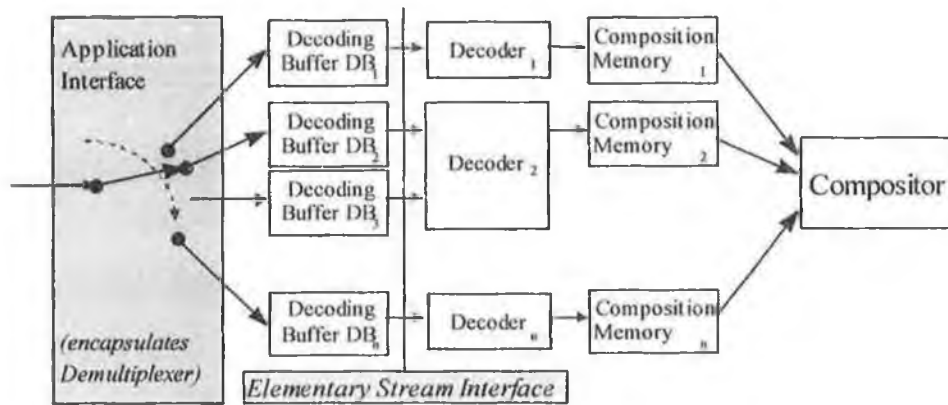 Application
Interface
(encapsulates
Demultiplexer)
Decoding
Buffer DB1
Decoding
Buffer DB2
Decoding
Buffer DB3
Decoding
Buffer DBn
Elementary Stream Interface
Decoder 1
Decoder 2
Decoder n
Composition
Memory 1
Composition
Memory 2
Composition
Memory n
Compositor